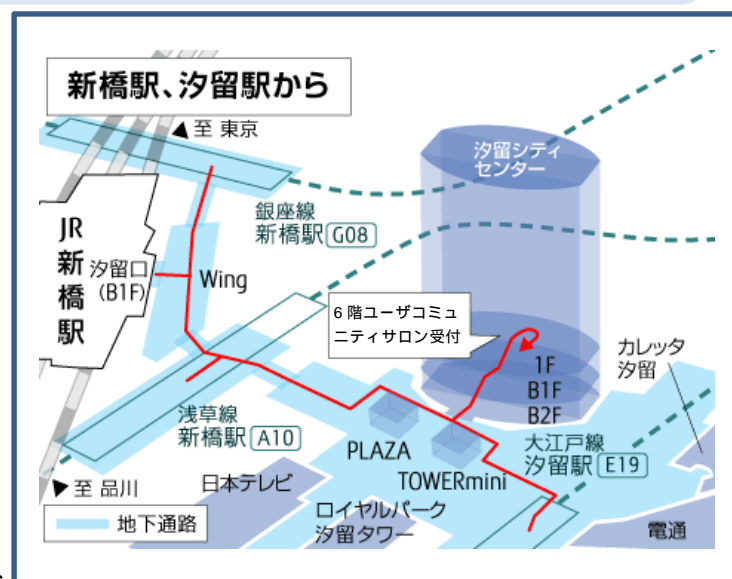 新橋駅、汐留駅から
▲至 東京
汐留シティ
センター
銀座線
新橋駅 G08
JR
新
橋
駅
汐留口
(B1F)
Wing
6 階ユーザコミュ
ニティサロン受付
1F
B1F
B2F
カレッタ
汐留
浅草線
新橋駅 A10
PLAZA
TOWERmini
大江戸線
汐留駅 E19
▼至 品川
日本テレビ
ロイヤルパーク
汐留タワー
電通
地下通路